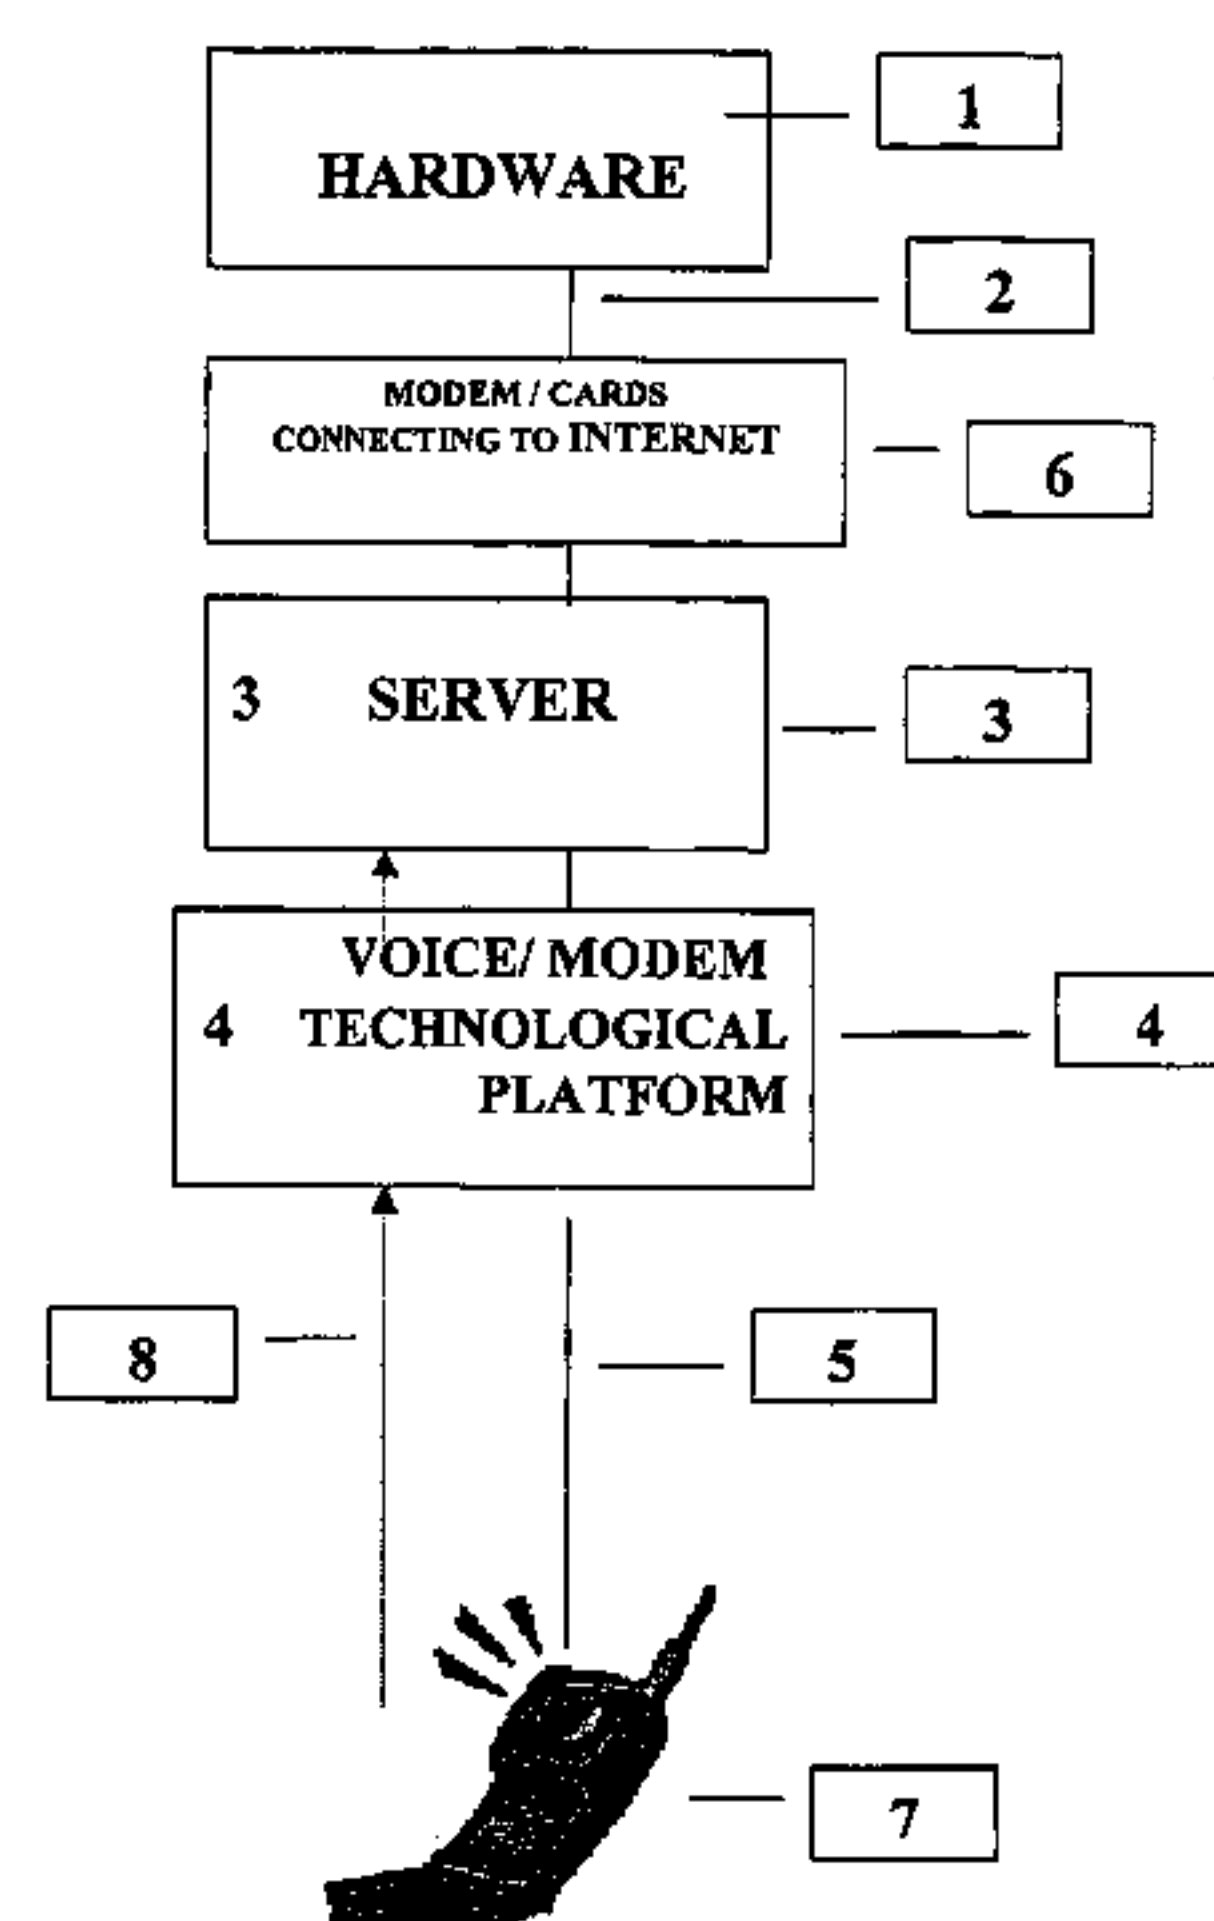 1
HARDWARE
2
MODEM / CARDS
CONNECTING TO INTERNET
6
3 SERVER
3
VOICE/ MODEM
4 TECHNOLOGICAL
4
PLATFORM
8
5
7